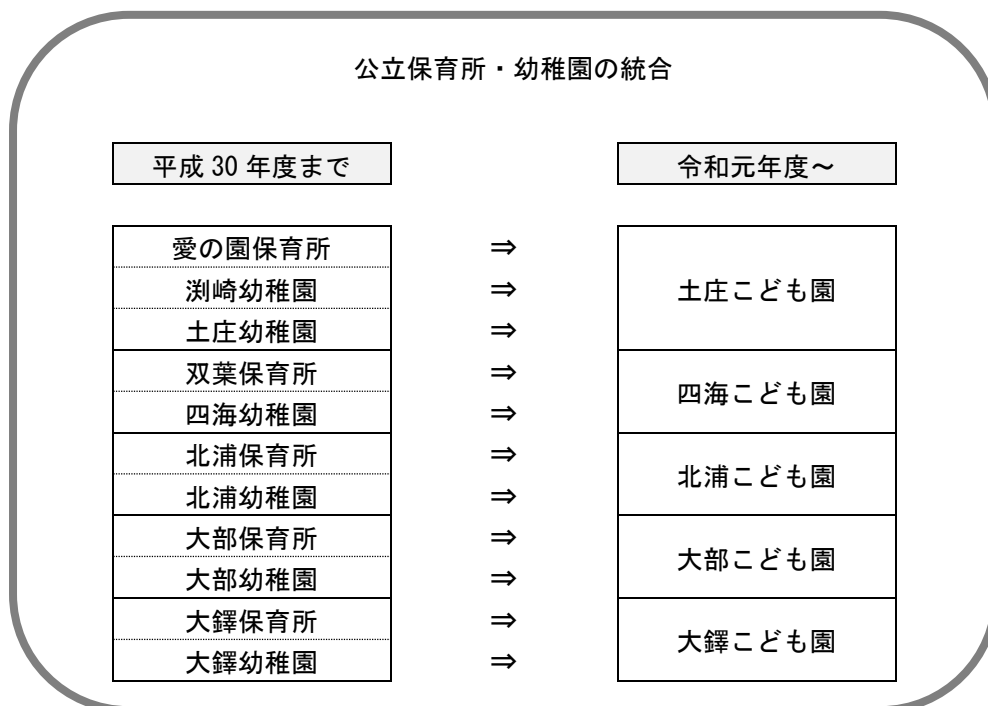 公立保育所・幼稚園の統合
平成 30 年度まで
令和元年度～
愛の園保育所 ⇒ 土庄こども園
渕崎幼稚園 ⇒
土庄幼稚園 ⇒
双葉保育所 ⇒ 四海こども園
四海幼稚園 ⇒
北浦保育所 ⇒ 北浦こども園
北浦幼稚園 ⇒
大部保育所 ⇒ 大部こども園
大部幼稚園 ⇒
大鐸保育所 ⇒ 大鐸こども園
大鐸幼稚園 ⇒